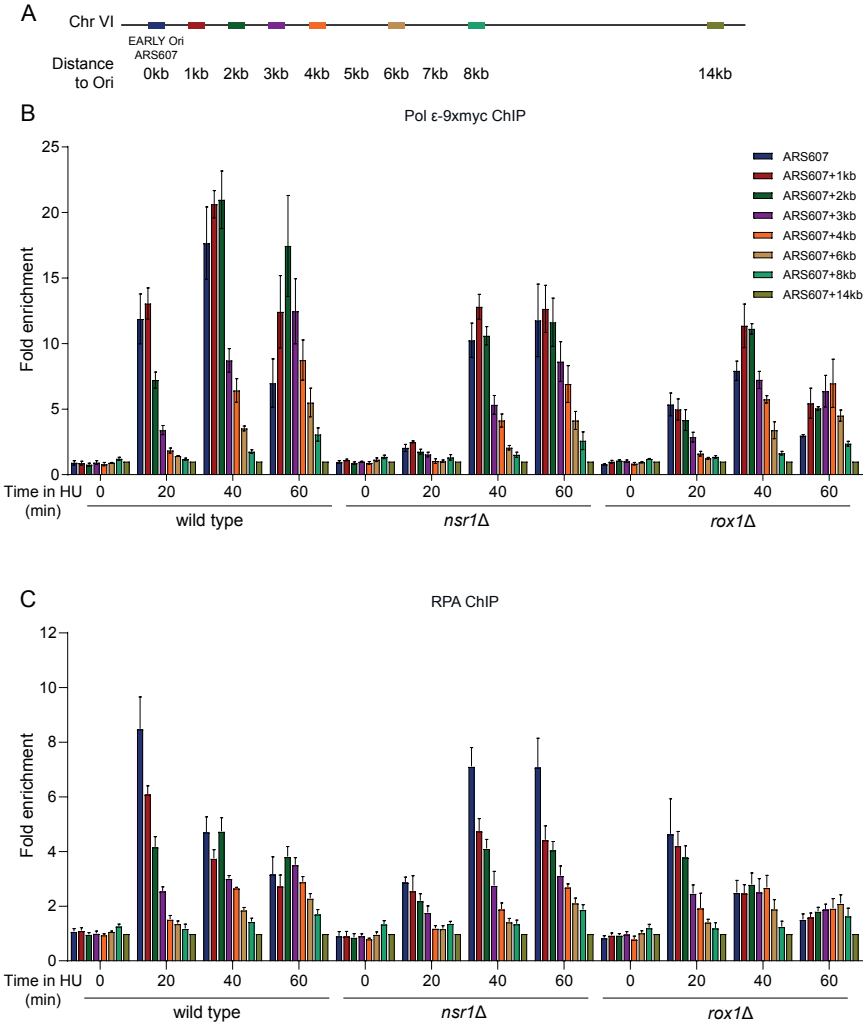 A
Chr VI
EARLY Ori
ARS607
Distance
to Ori
0kb 1kb 2kb 3kb 4kb 5kb 6kb 7kb 8kb 14kb
B
Pol ε-9xmyc ChIP
25
20
15
10
5
0
Fold enrichment
ARS607
ARS607+1kb
ARS607+2kb
ARS607+3kb
ARS607+4kb
ARS607+6kb
ARS607+8kb
ARS607+14kb
Time in HU
(min)
0 20 40 60 0 20 40 60 0 20 40 60
wild type nsr1Δ rox1Δ
C
RPA ChIP
12
10
8
6
4
2
0
Fold enrichment
Time in HU
(min)
0 20 40 60 0 20 40 60 0 20 40 60
wild type nsr1Δ rox1Δ